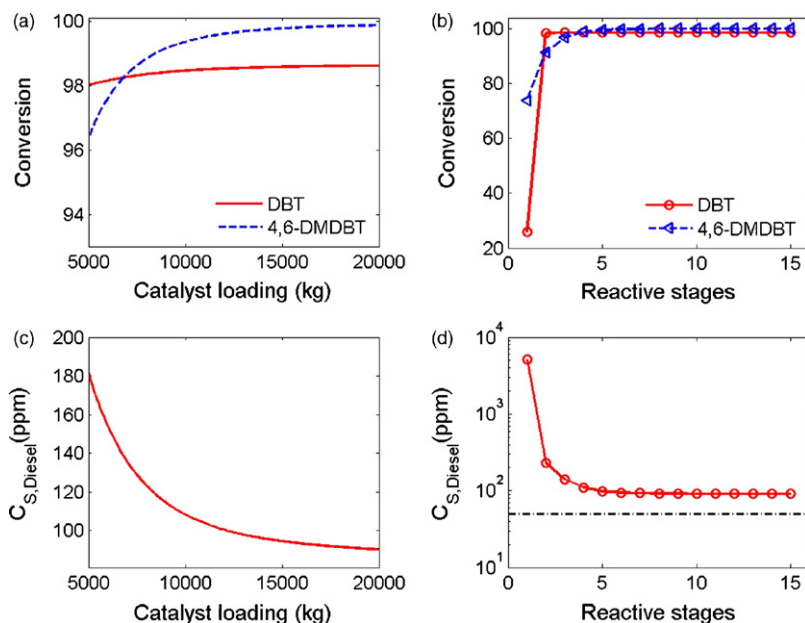 (a)
100
98
96
94
Conversion
DBT
4,6-DMDBT
5000 10000 15000 20000
Catalyst loading (kg)
(b)
100
80
60
40
20
Conversion
DBT
4,6-DMDBT
0 5 10 15
Reactive stages
(c)
200
180
160
140
120
100
80
C_S,Diesel(ppm)
5000 10000 15000 20000
Catalyst loading (kg)
(d)
10^4
10^3
10^2
10^1
C_S,Diesel(ppm)
0 5 10 15
Reactive stages